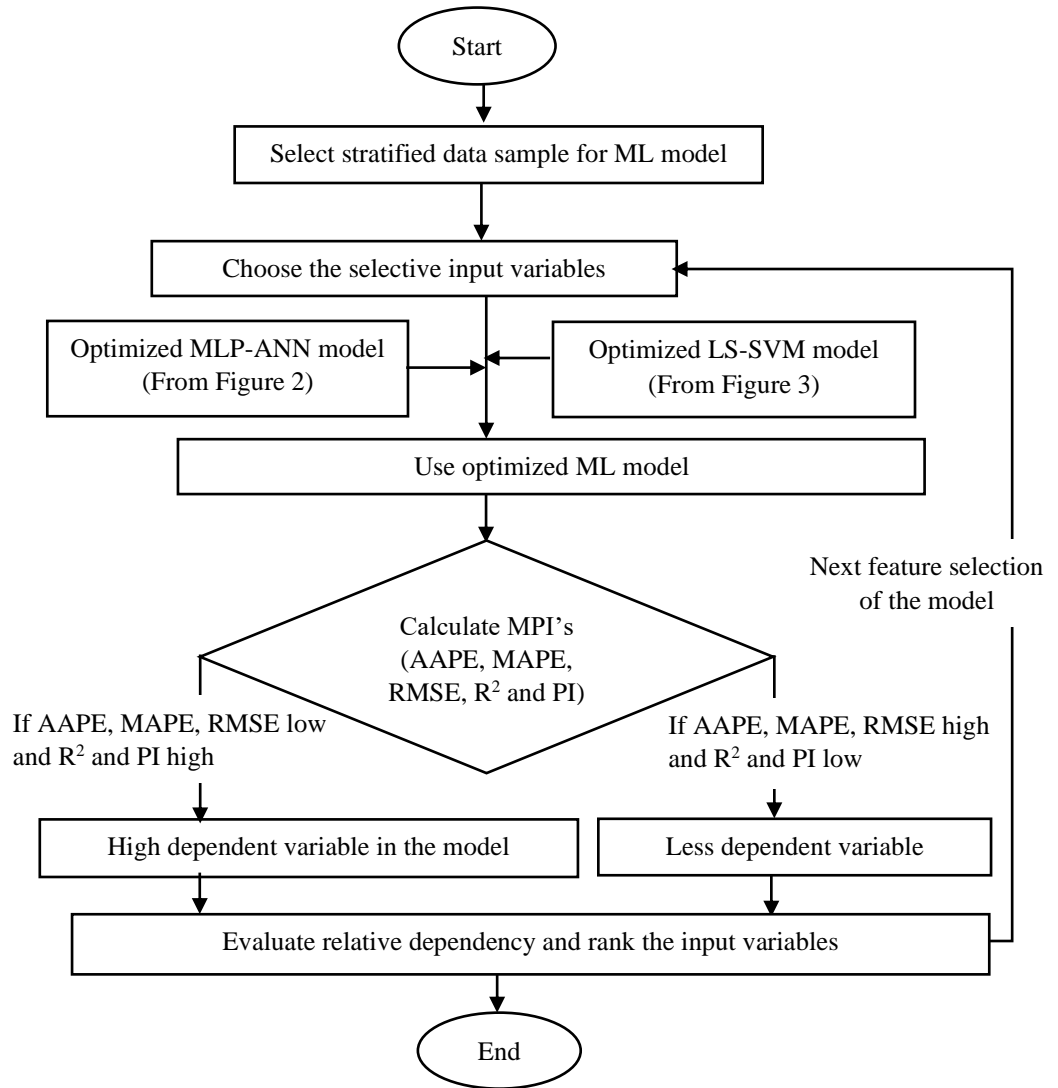 Start
Select stratified data sample for ML model
Choose the selective input variables
Optimized MLP-ANN model
(From Figure 2)
Optimized LS-SVM model
(From Figure 3)
Use optimized ML model
Next feature selection
of the model
Calculate MPI’s
(AAPE, MAPE,
RMSE, R² and PI)
If AAPE, MAPE, RMSE low
and R² and PI high
If AAPE, MAPE, RMSE high
and R² and PI low
High dependent variable in the model
Less dependent variable
Evaluate relative dependency and rank the input variables
End